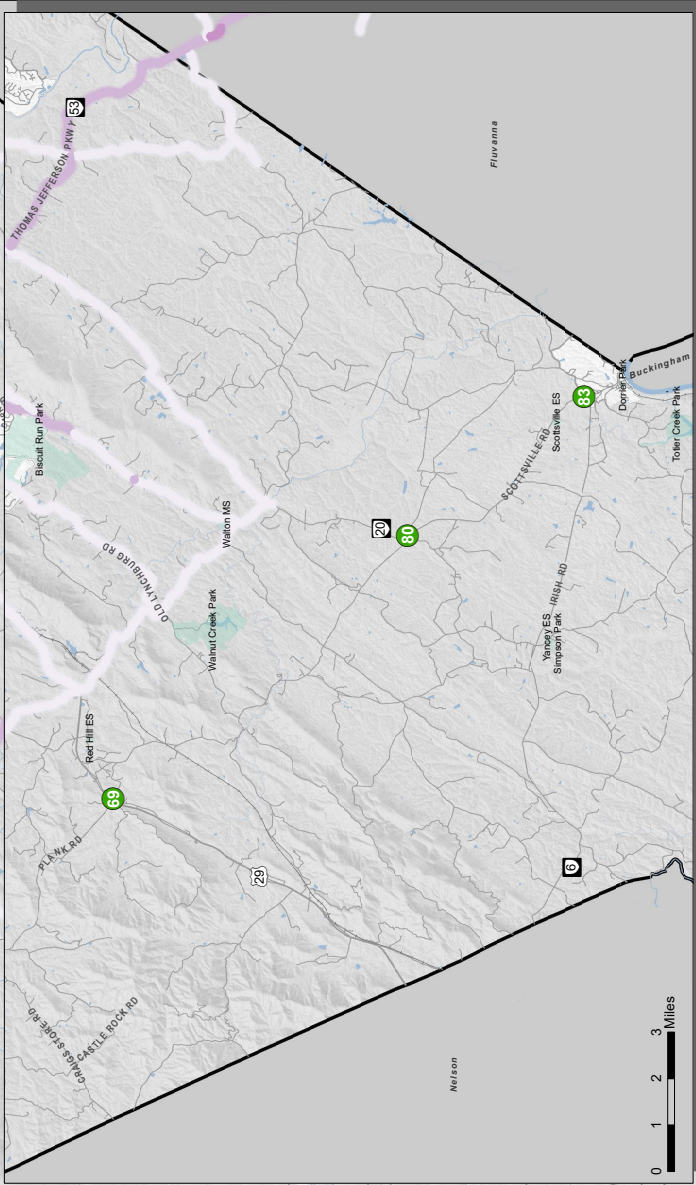 53
THOMAS JEFFERSON PKWY
Fluvanna
Biscuit Run Park
OLD LYNCHBURG RD
Walton MS
Walnut Creek Park
Red Hill ES
69
PLANK RD
29
CRAIGS STORE RD
CASTLE ROCK RD
20
80
SCOTTSVILLE RD
Scottsville ES
83
Dorrier Park
Buckingham
Totier Creek Park
IRISH RD
Yancey ES
Simpson Park
6
Nelson
0 1 2 3
Miles